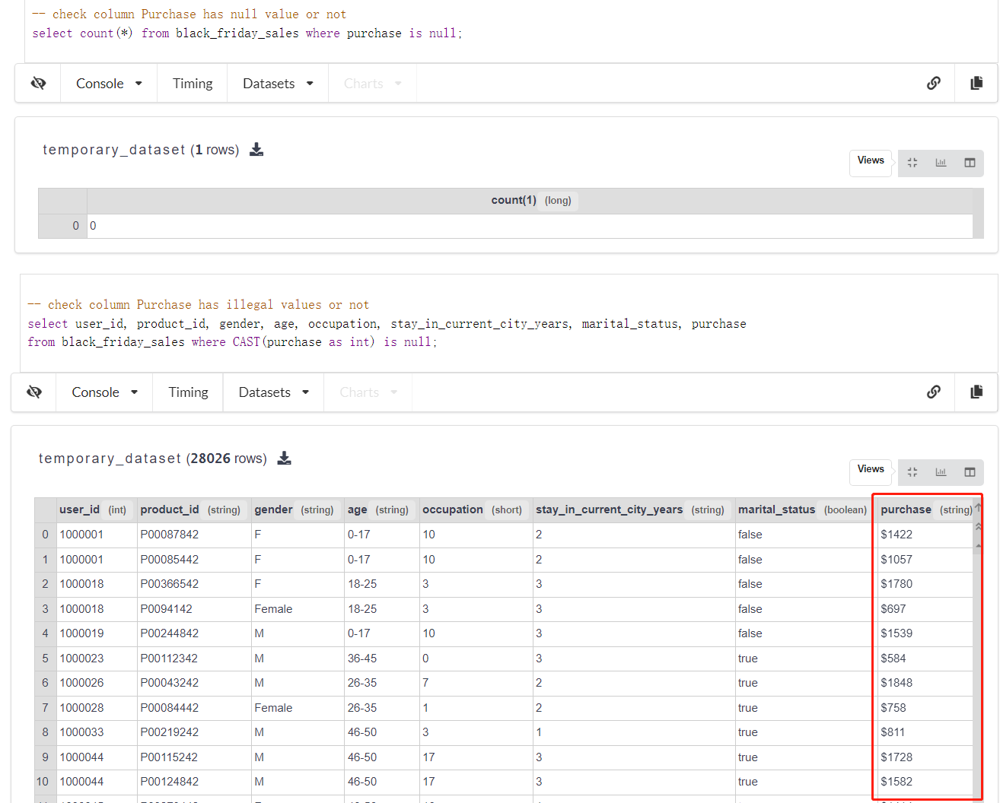 -- check column Purchase has null value or not
select count(*) from black_friday_sales where purchase is null;
Console Timing Datasets Charts
temporary_dataset (1 rows)
Views
count(1) (long)
0 0
-- check column Purchase has illegal values or not
select user_id, product_id, gender, age, occupation, stay_in_current_city_years, marital_status, purchase
from black_friday_sales where CAST(purchase as int) is null;
Console Timing Datasets Charts
temporary_dataset (28026 rows)
Views
user_id (int) product_id (string) gender (string) age (string) occupation (short) stay_in_current_city_years (string) marital_status (boolean) purchase (string)
0 1000001 P00087842 F 0-17 10 2 false $1422
1 1000001 P00085442 F 0-17 10 2 false $1057
2 1000018 P00366542 F 18-25 3 3 false $1780
3 1000018 P0094142 Female 18-25 3 3 false $697
4 1000019 P00244842 M 0-17 10 3 false $1539
5 1000023 P00112342 M 36-45 0 3 true $584
6 1000026 P00043242 M 26-35 7 2 true $1848
7 1000028 P00084442 Female 26-35 1 2 true $758
8 1000033 P00219242 M 46-50 3 1 true $811
9 1000044 P00115242 M 46-50 17 3 true $1728
10 1000044 P00124842 M 46-50 17 3 true $1582